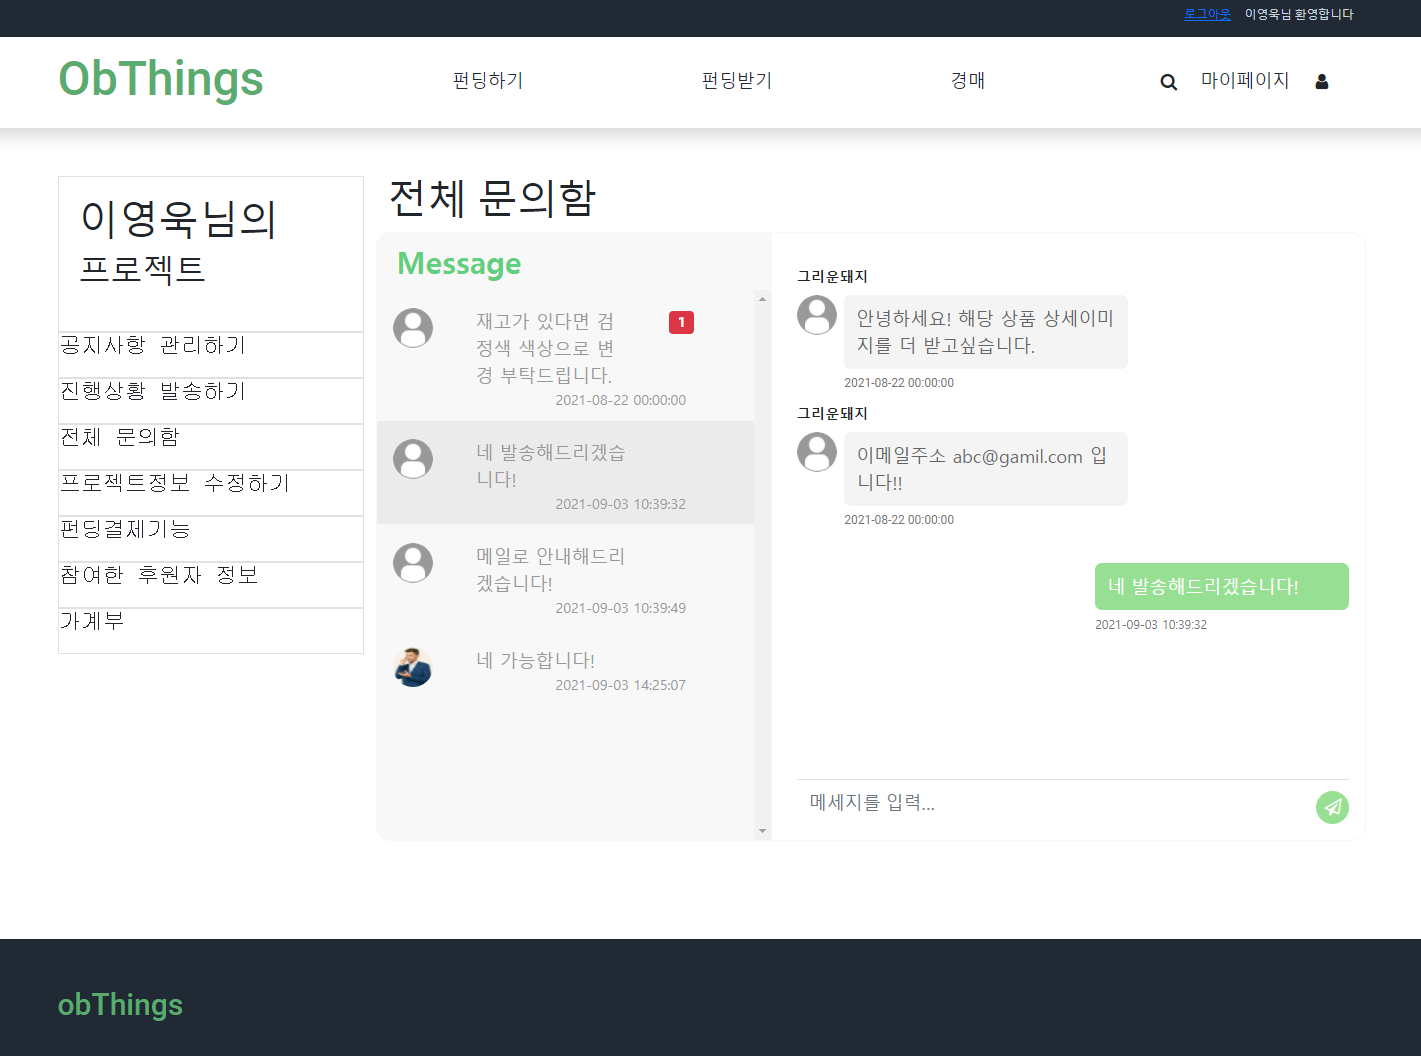 로그아웃 이영욱님 환영합니다
ObThings 펀딩하기 펀딩받기 경매 마이페이지
이영욱님의
프로젝트
공지사항 관리하기
진행상황 발송하기
전체 문의함
프로젝트정보 수정하기
펀딩결제기능
참여한 후원자 정보
가계부
전체 문의함
Message
재고가 있다면 검
정색 색상으로 변
경 부탁드립니다.
1
2021-08-22 00:00:00
네 발송해드리겠습
니다!
2021-09-03 10:39:32
메일로 안내해드리
겠습니다!
2021-09-03 10:39:49
네 가능합니다!
2021-09-03 14:25:07
그리운돼지
안녕하세요! 해당 상품 상세이미
지를 더 받고싶습니다.
2021-08-22 00:00:00
그리운돼지
이메일주소 abc@gamil.com 입
니다!!
2021-08-22 00:00:00
네 발송해드리겠습니다!
2021-09-03 10:39:32
메세지를 입력...
obThings